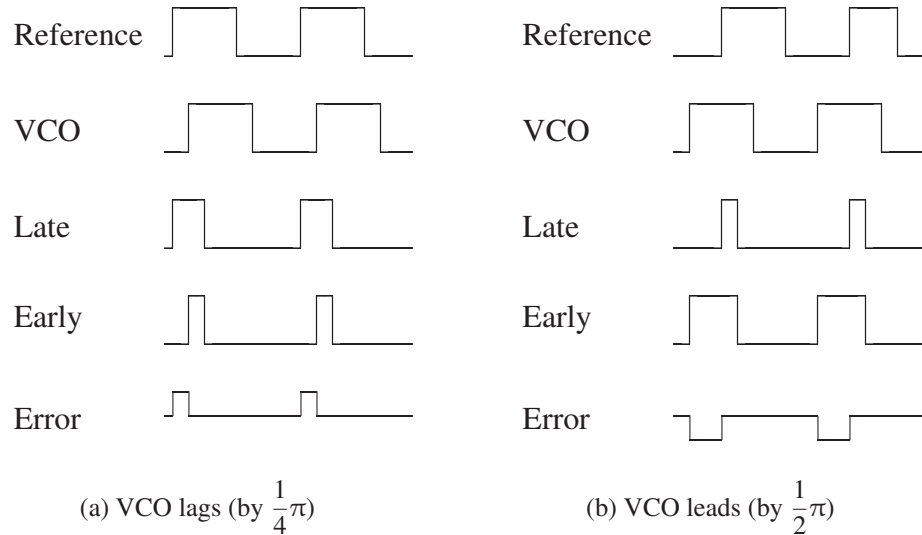 Reference
VCO
Late
Early
Error
(a) VCO lags (by 1/4 π)
Reference
VCO
Late
Early
Error
(b) VCO leads (by 1/2 π)